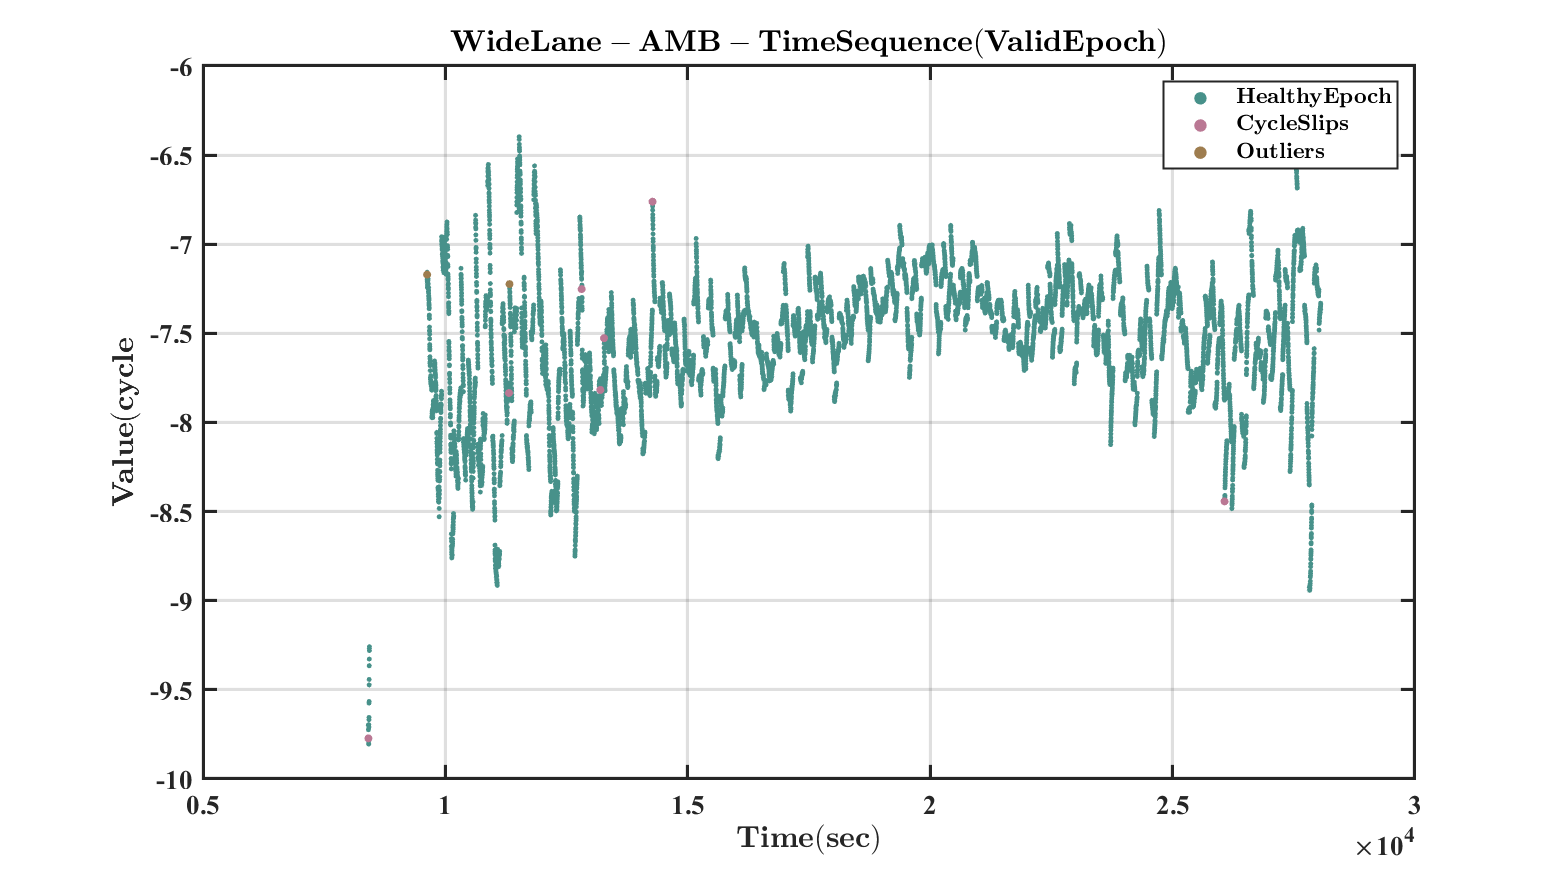 WideLane − AMB − TimeSequence(ValidEpoch)
HealthyEpoch
CycleSlips
Outliers
Value(cycle
-6
-6.5
-7
-7.5
-8
-8.5
-9
-9.5
-10
0.5 1 1.5 2 2.5 3
Time(sec)
×10⁴